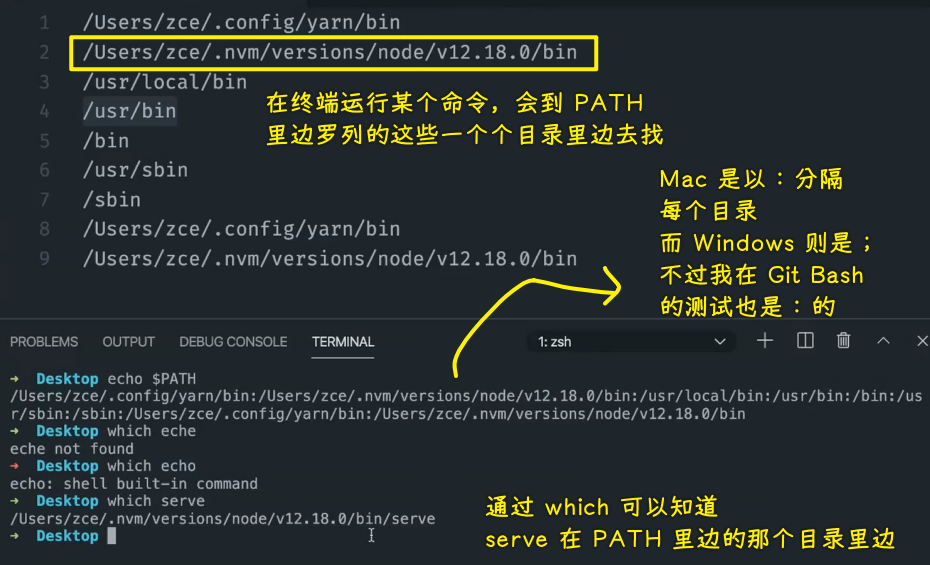 1 /Users/zce/.config/yarn/bin
2 /Users/zce/.nvm/versions/node/v12.18.0/bin
3 /usr/local/bin
4 /usr/bin
5 /bin
6 /usr/sbin
7 /sbin
8 /Users/zce/.config/yarn/bin
9 /Users/zce/.nvm/versions/node/v12.18.0/bin
在终端运行某个命令，会到 PATH
里边罗列的这些一个个目录里边去找
Mac 是以：分隔
每个目录
而 Windows 则是；
不过我在 Git Bash
的测试也是：的
PROBLEMS OUTPUT DEBUG CONSOLE TERMINAL 1: zsh
→ Desktop echo $PATH
/Users/zce/.config/yarn/bin:/Users/zce/.nvm/versions/node/v12.18.0/bin:/usr/local/bin:/usr/bin:/bin:/us
r/sbin:/sbin:/Users/zce/.config/yarn/bin:/Users/zce/.nvm/versions/node/v12.18.0/bin
→ Desktop which eche
eche not found
→ Desktop which echo
echo: shell built-in command
→ Desktop which serve
/Users/zce/.nvm/versions/node/v12.18.0/bin/serve
→ Desktop
通过 which 可以知道
serve 在 PATH 里边的那个目录里边